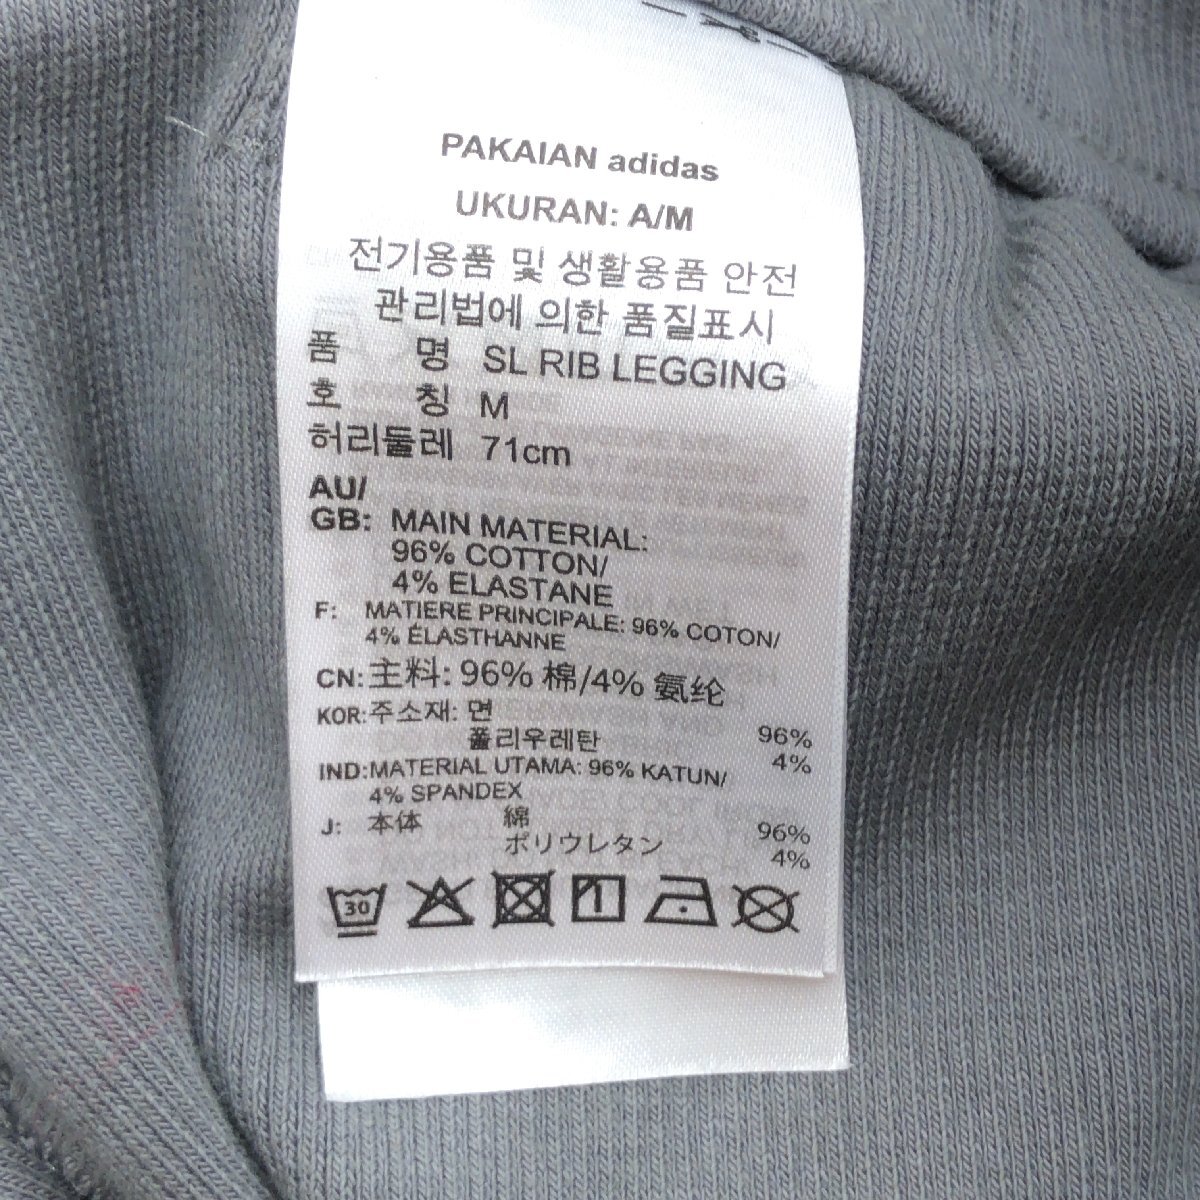 PAKAIAN adidas
UKURAN: A/M
전기용품 및 생활용품 안전
관리법에 의한 품질표시
품 명 SL RIB LEGGING
호 칭 M
허리둘레 71cm
AU/
GB: MAIN MATERIAL:
96% COTTON/
4% ELASTANE
F: MATIERE PRINCIPALE: 96% COTON/
4% ÉLASTHANNE
CN: 主料: 96% 棉/4% 氨纶
KOR: 주소재: 면 96%
폴리우레탄 4%
IND: MATERIAL UTAMA: 96% KATUN/
4% SPANDEX
J: 本体 綿 96%
ポリウレタン 4%
30 1